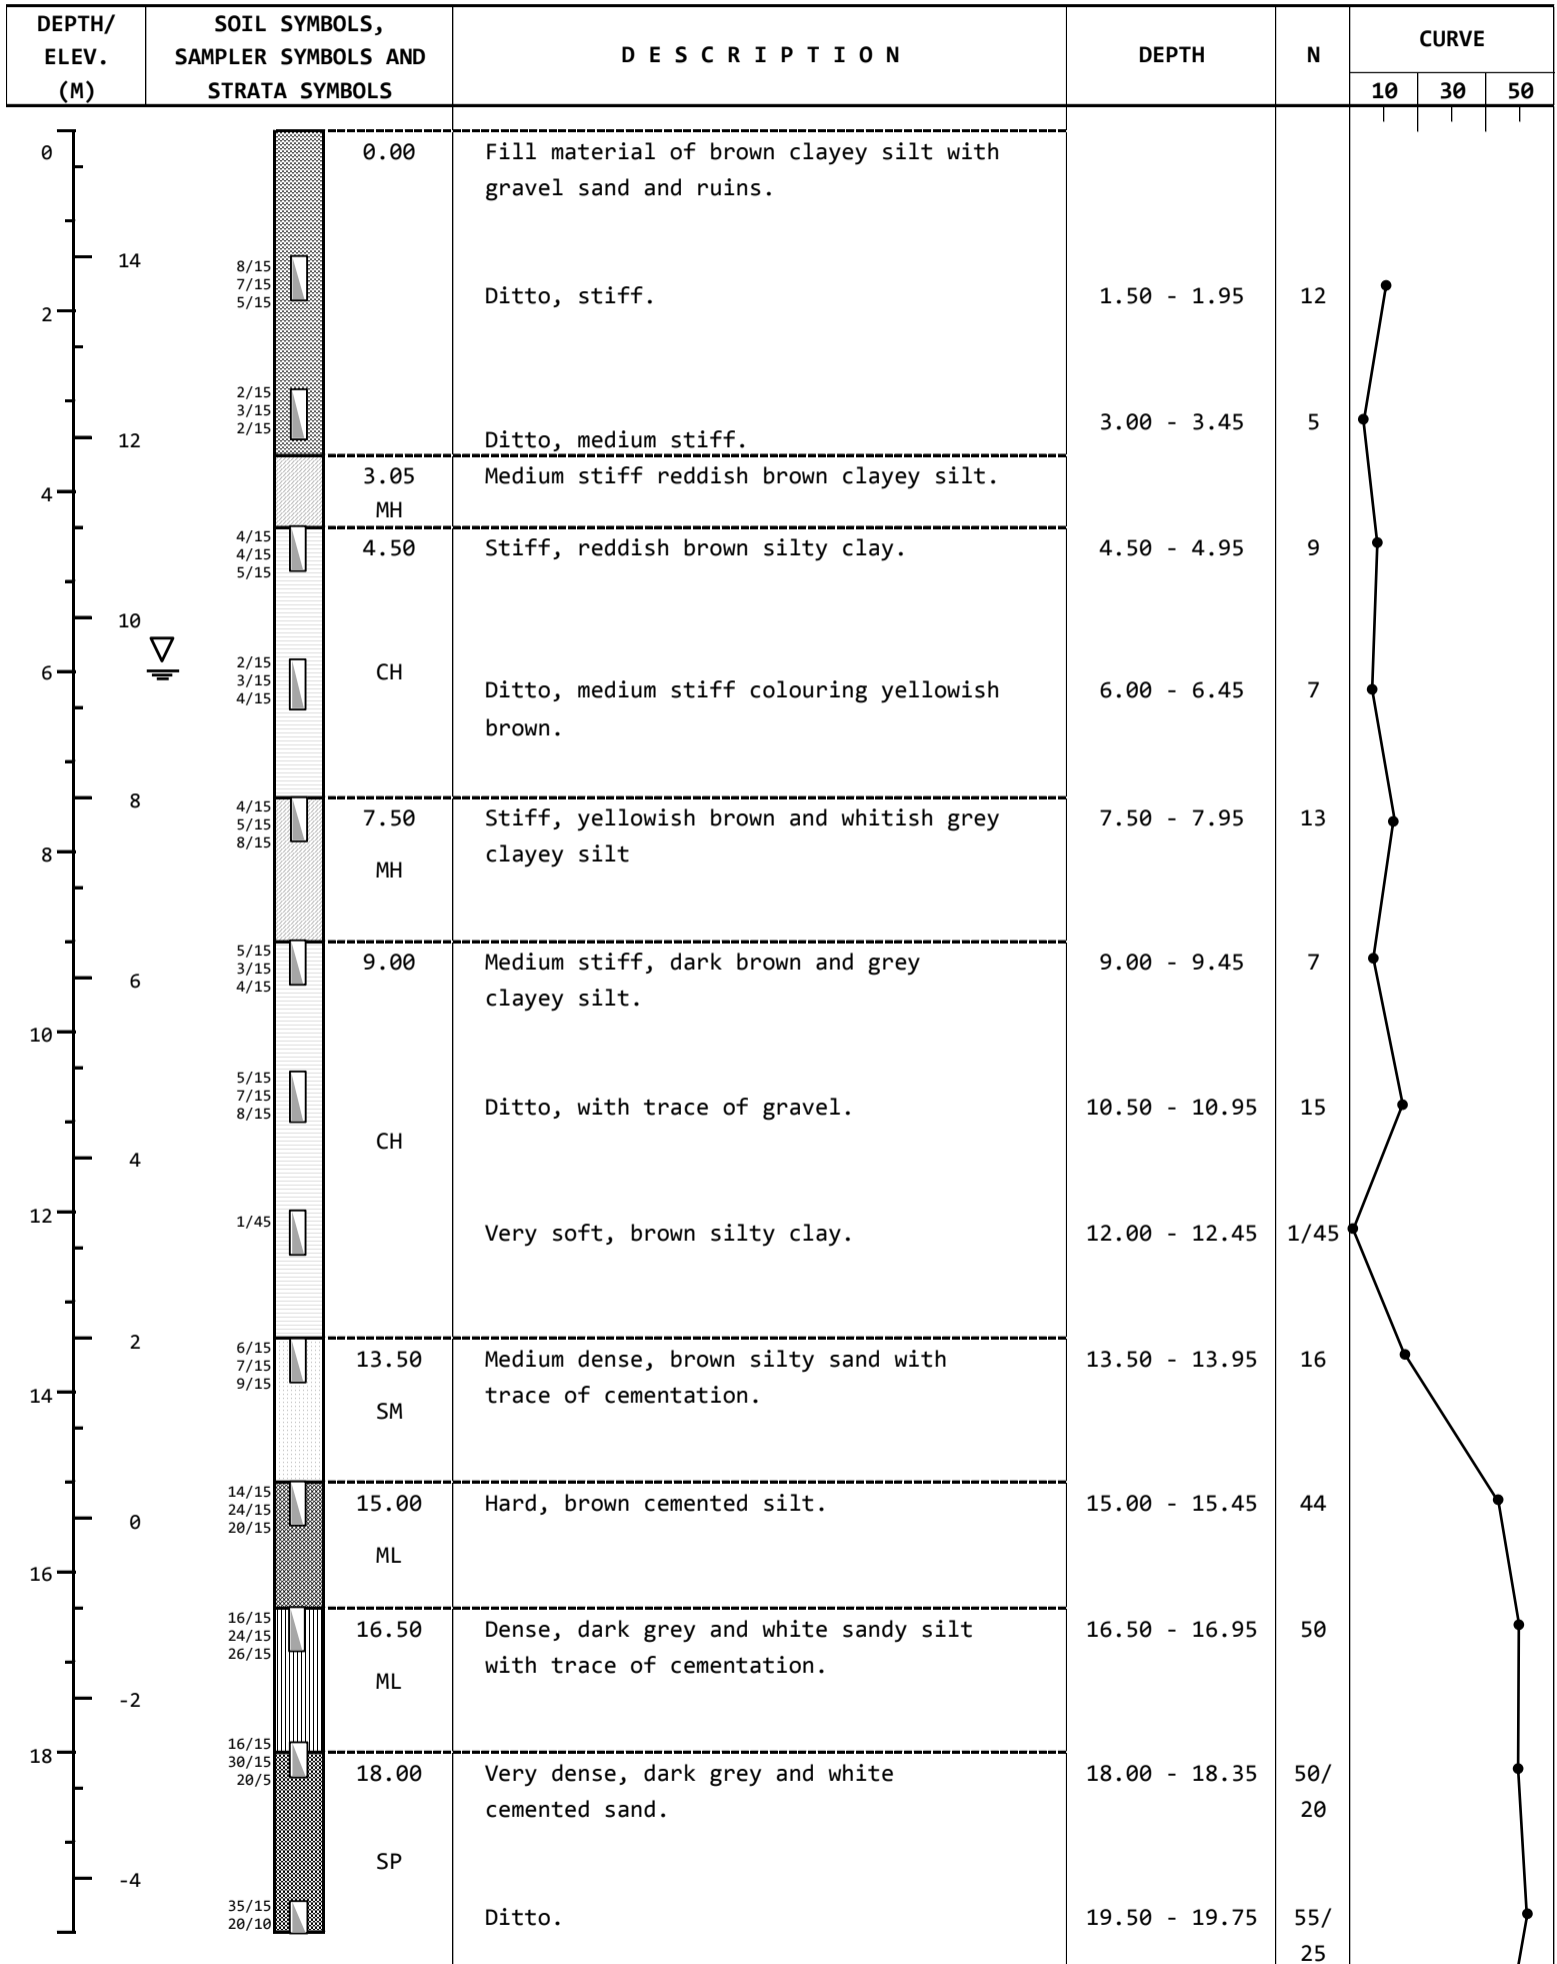 DEPTH/
ELEV.
(M)
SOIL SYMBOLS,
SAMPLER SYMBOLS AND
STRATA SYMBOLS
D E S C R I P T I O N
DEPTH
N
CURVE
10 30 50
0
0.00 Fill material of brown clayey silt with
gravel sand and ruins.
14
8/15
7/15
5/15
Ditto, stiff. 1.50 - 1.95 12
2
2/15
3/15
2/15
3.00 - 3.45 5
12
Ditto, medium stiff.
3.05 Medium stiff reddish brown clayey silt.
4
MH
4/15
4/15
5/15
4.50 Stiff, reddish brown silty clay. 4.50 - 4.95 9
10
6
2/15
3/15
4/15
CH
Ditto, medium stiff colouring yellowish 6.00 - 6.45 7
brown.
8
4/15
5/15
8/15
7.50 Stiff, yellowish brown and whitish grey 7.50 - 7.95 13
clayey silt
8
MH
5/15
3/15
4/15
9.00 Medium stiff, dark brown and grey 9.00 - 9.45 7
6
clayey silt.
10
5/15
7/15
8/15
Ditto, with trace of gravel. 10.50 - 10.95 15
CH
4
12
1/45
Very soft, brown silty clay. 12.00 - 12.45 1/45
2
6/15
7/15
9/15
13.50 Medium dense, brown silty sand with 13.50 - 13.95 16
14
trace of cementation.
SM
14/15
24/15
20/15
15.00 Hard, brown cemented silt. 15.00 - 15.45 44
0
ML
16
16/15
24/15
26/15
16.50 Dense, dark grey and white sandy silt 16.50 - 16.95 50
with trace of cementation.
ML
-2
18
16/15
30/15
20/5
18.00 Very dense, dark grey and white 18.00 - 18.35 50/
cemented sand. 20
SP
-4
35/15
20/10
Ditto. 19.50 - 19.75 55/
25